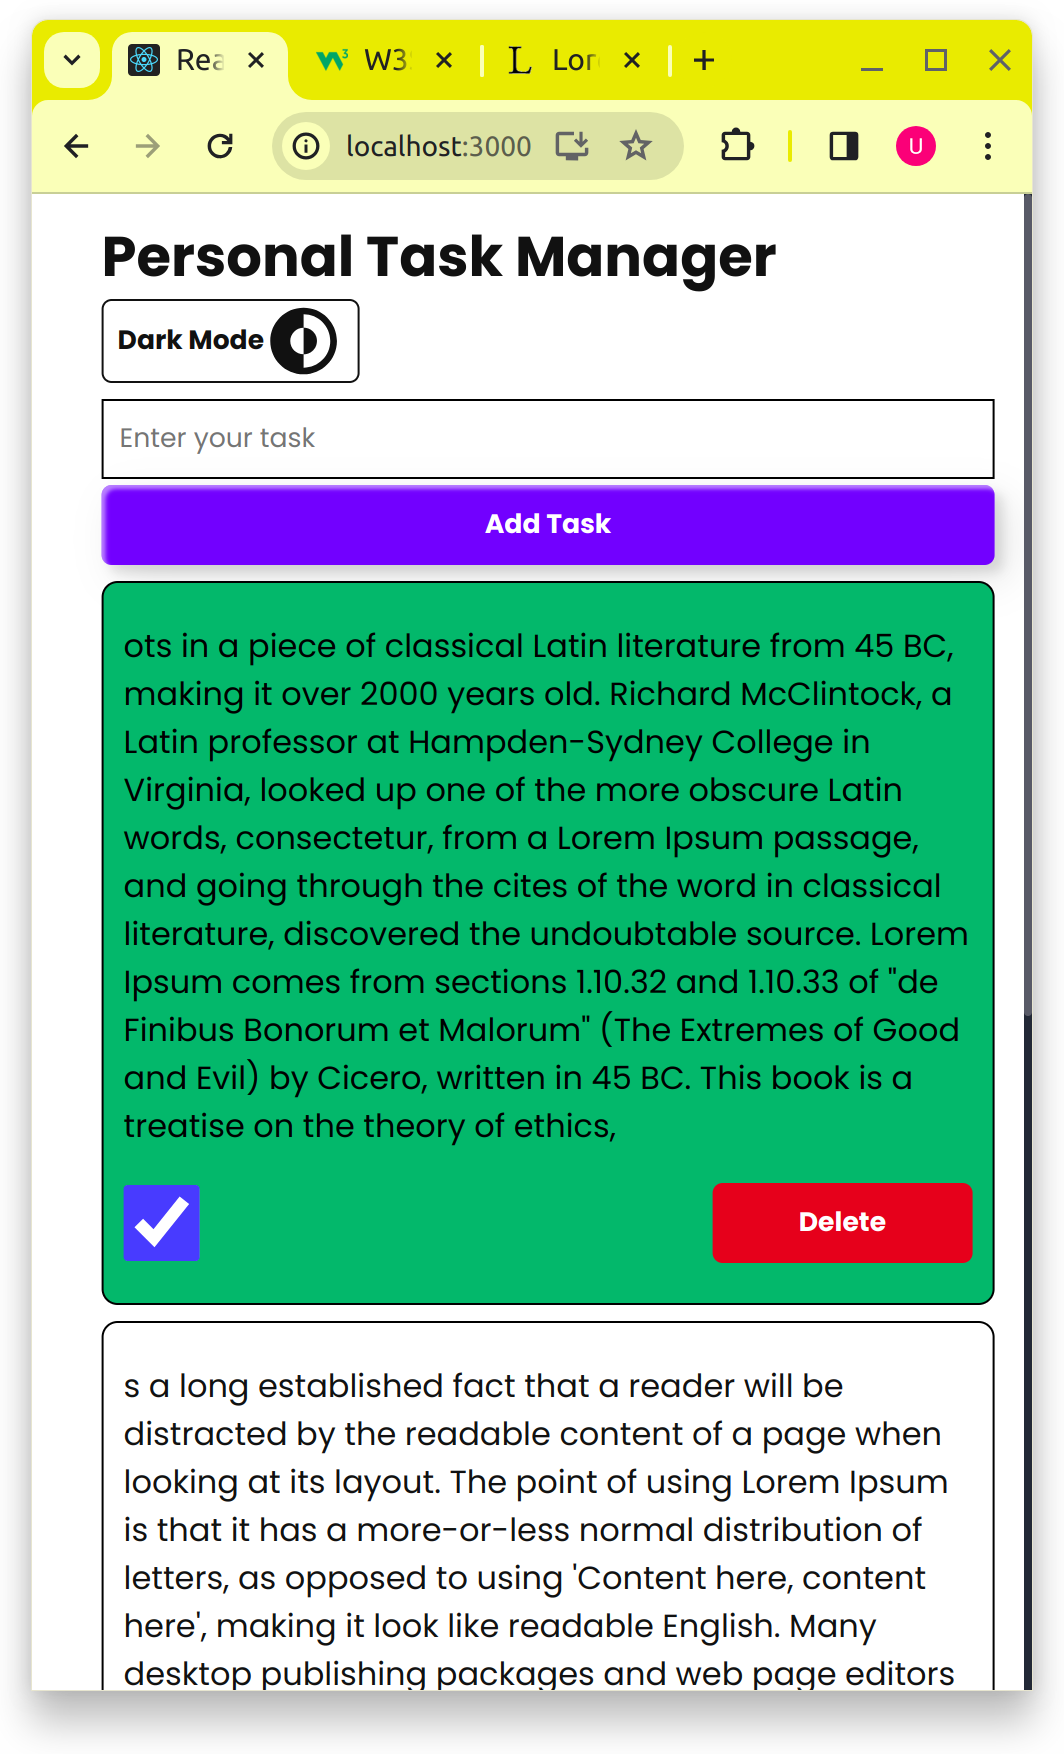 Rea W3 Lor
localhost:3000 U
Personal Task Manager
Dark Mode
Enter your task
Add Task
ots in a piece of classical Latin literature from 45 BC,
making it over 2000 years old. Richard McClintock, a
Latin professor at Hampden-Sydney College in
Virginia, looked up one of the more obscure Latin
words, consectetur, from a Lorem Ipsum passage,
and going through the cites of the word in classical
literature, discovered the undoubtable source. Lorem
Ipsum comes from sections 1.10.32 and 1.10.33 of "de
Finibus Bonorum et Malorum" (The Extremes of Good
and Evil) by Cicero, written in 45 BC. This book is a
treatise on the theory of ethics,
Delete
s a long established fact that a reader will be
distracted by the readable content of a page when
looking at its layout. The point of using Lorem Ipsum
is that it has a more-or-less normal distribution of
letters, as opposed to using 'Content here, content
here', making it look like readable English. Many
desktop publishing packages and web page editors